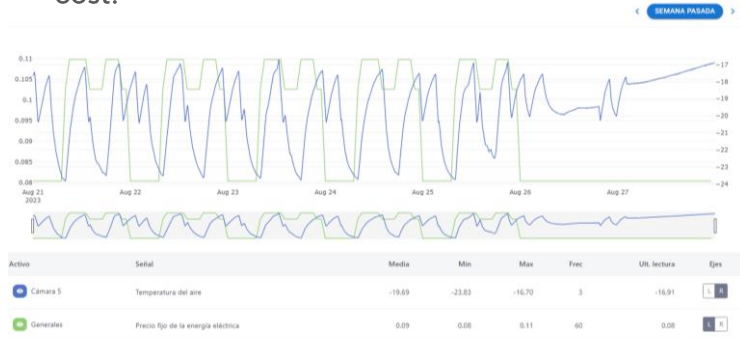 cost.
SEMANA PASADA
0.11
0.105
0.1
0.095
0.09
0.085
0.08
-17
-18
-19
-20
-21
-22
-23
-24
Aug 21 Aug 22 Aug 23 Aug 24 Aug 25 Aug 26 Aug 27
2023
Activo Señal Media Min Max Frec Ult. lectura Ejes
Cámara 5 Temperatura del aire -19.69 -23.83 -16.70 3 -16.91 L R
Generales Precio fijo de la energía eléctrica 0.09 0.08 0.11 60 0.08 L R